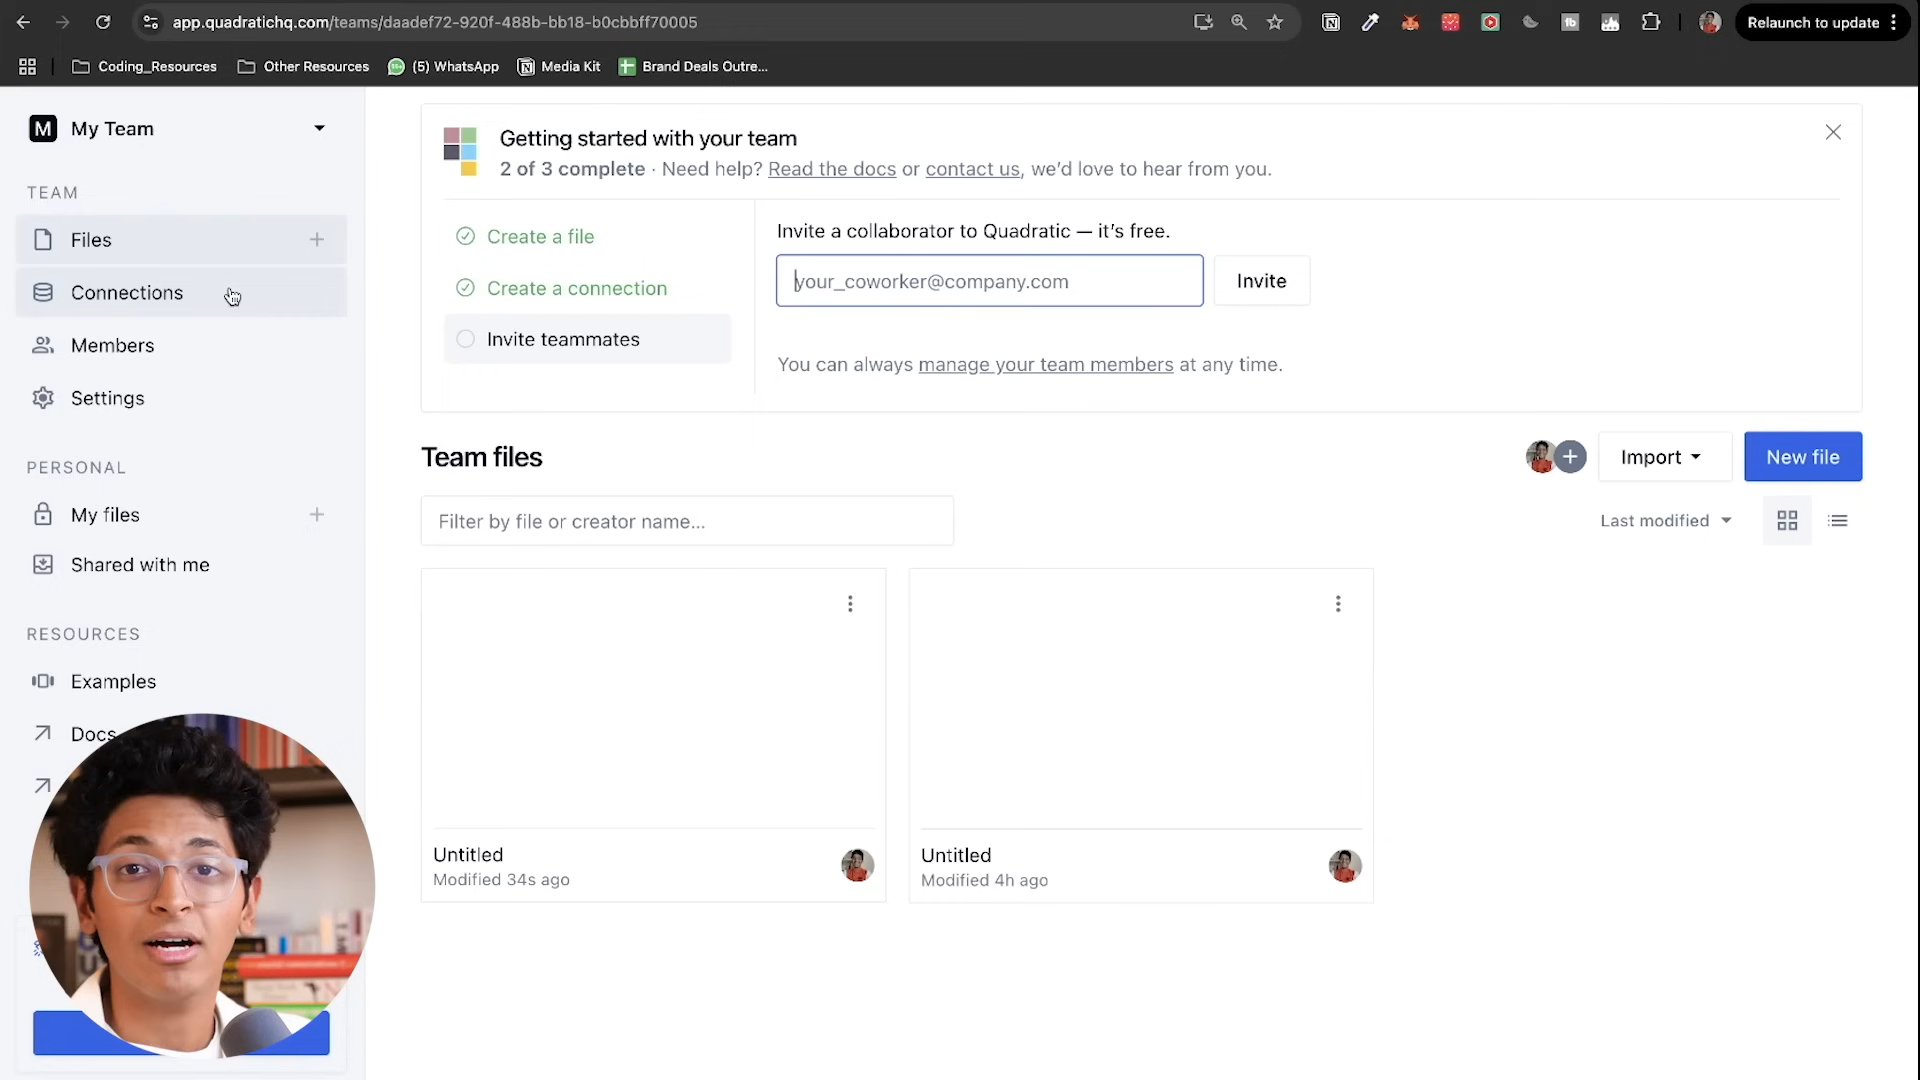 app.quadratichq.com/teams/daadef72-920f-488b-bb18-b0cbbff70005
Relaunch to update
Coding_Resources
Other Resources
(5) WhatsApp
Media Kit
Brand Deals Outre...
M My Team
TEAM
Files
Connections
Members
Settings
PERSONAL
My files
Shared with me
RESOURCES
Examples
Docs
Getting started with your team
2 of 3 complete · Need help? Read the docs or contact us, we'd love to hear from you.
Create a file
Create a connection
Invite teammates
Invite a collaborator to Quadratic — it's free.
your_coworker@company.com
Invite
You can always manage your team members at any time.
Team files
Import
New file
Filter by file or creator name...
Last modified
Untitled
Modified 34s ago
Untitled
Modified 4h ago